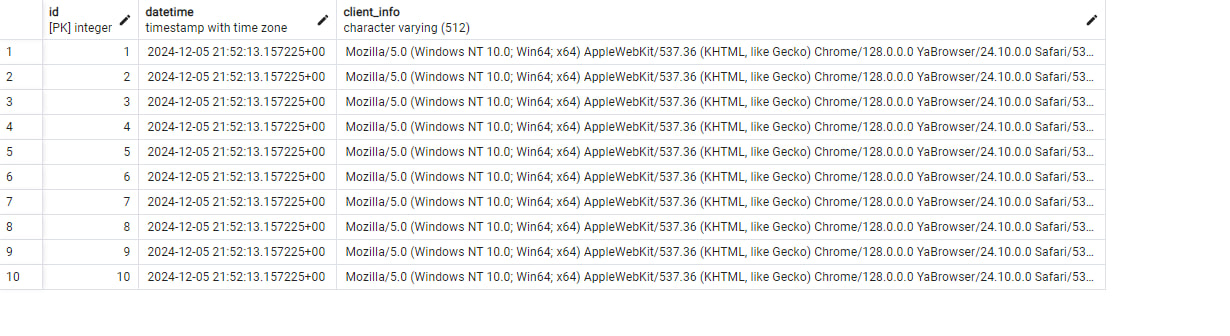 id datetime client_info
[PK] integer timestamp with time zone character varying (512)
1 1 2024-12-05 21:52:13.157225+00 Mozilla/5.0 (Windows NT 10.0; Win64; x64) AppleWebKit/537.36 (KHTML, like Gecko) Chrome/128.0.0.0 YaBrowser/24.10.0.0 Safari/53…
2 2 2024-12-05 21:52:13.157225+00 Mozilla/5.0 (Windows NT 10.0; Win64; x64) AppleWebKit/537.36 (KHTML, like Gecko) Chrome/128.0.0.0 YaBrowser/24.10.0.0 Safari/53…
3 3 2024-12-05 21:52:13.157225+00 Mozilla/5.0 (Windows NT 10.0; Win64; x64) AppleWebKit/537.36 (KHTML, like Gecko) Chrome/128.0.0.0 YaBrowser/24.10.0.0 Safari/53…
4 4 2024-12-05 21:52:13.157225+00 Mozilla/5.0 (Windows NT 10.0; Win64; x64) AppleWebKit/537.36 (KHTML, like Gecko) Chrome/128.0.0.0 YaBrowser/24.10.0.0 Safari/53…
5 5 2024-12-05 21:52:13.157225+00 Mozilla/5.0 (Windows NT 10.0; Win64; x64) AppleWebKit/537.36 (KHTML, like Gecko) Chrome/128.0.0.0 YaBrowser/24.10.0.0 Safari/53…
6 6 2024-12-05 21:52:13.157225+00 Mozilla/5.0 (Windows NT 10.0; Win64; x64) AppleWebKit/537.36 (KHTML, like Gecko) Chrome/128.0.0.0 YaBrowser/24.10.0.0 Safari/53…
7 7 2024-12-05 21:52:13.157225+00 Mozilla/5.0 (Windows NT 10.0; Win64; x64) AppleWebKit/537.36 (KHTML, like Gecko) Chrome/128.0.0.0 YaBrowser/24.10.0.0 Safari/53…
8 8 2024-12-05 21:52:13.157225+00 Mozilla/5.0 (Windows NT 10.0; Win64; x64) AppleWebKit/537.36 (KHTML, like Gecko) Chrome/128.0.0.0 YaBrowser/24.10.0.0 Safari/53…
9 9 2024-12-05 21:52:13.157225+00 Mozilla/5.0 (Windows NT 10.0; Win64; x64) AppleWebKit/537.36 (KHTML, like Gecko) Chrome/128.0.0.0 YaBrowser/24.10.0.0 Safari/53…
10 10 2024-12-05 21:52:13.157225+00 Mozilla/5.0 (Windows NT 10.0; Win64; x64) AppleWebKit/537.36 (KHTML, like Gecko) Chrome/128.0.0.0 YaBrowser/24.10.0.0 Safari/53…